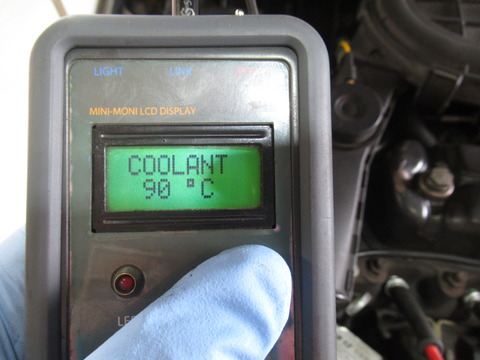 LIGHT LINK
MINI-MONI LCD DISPLAY
COOLANT
90 °C